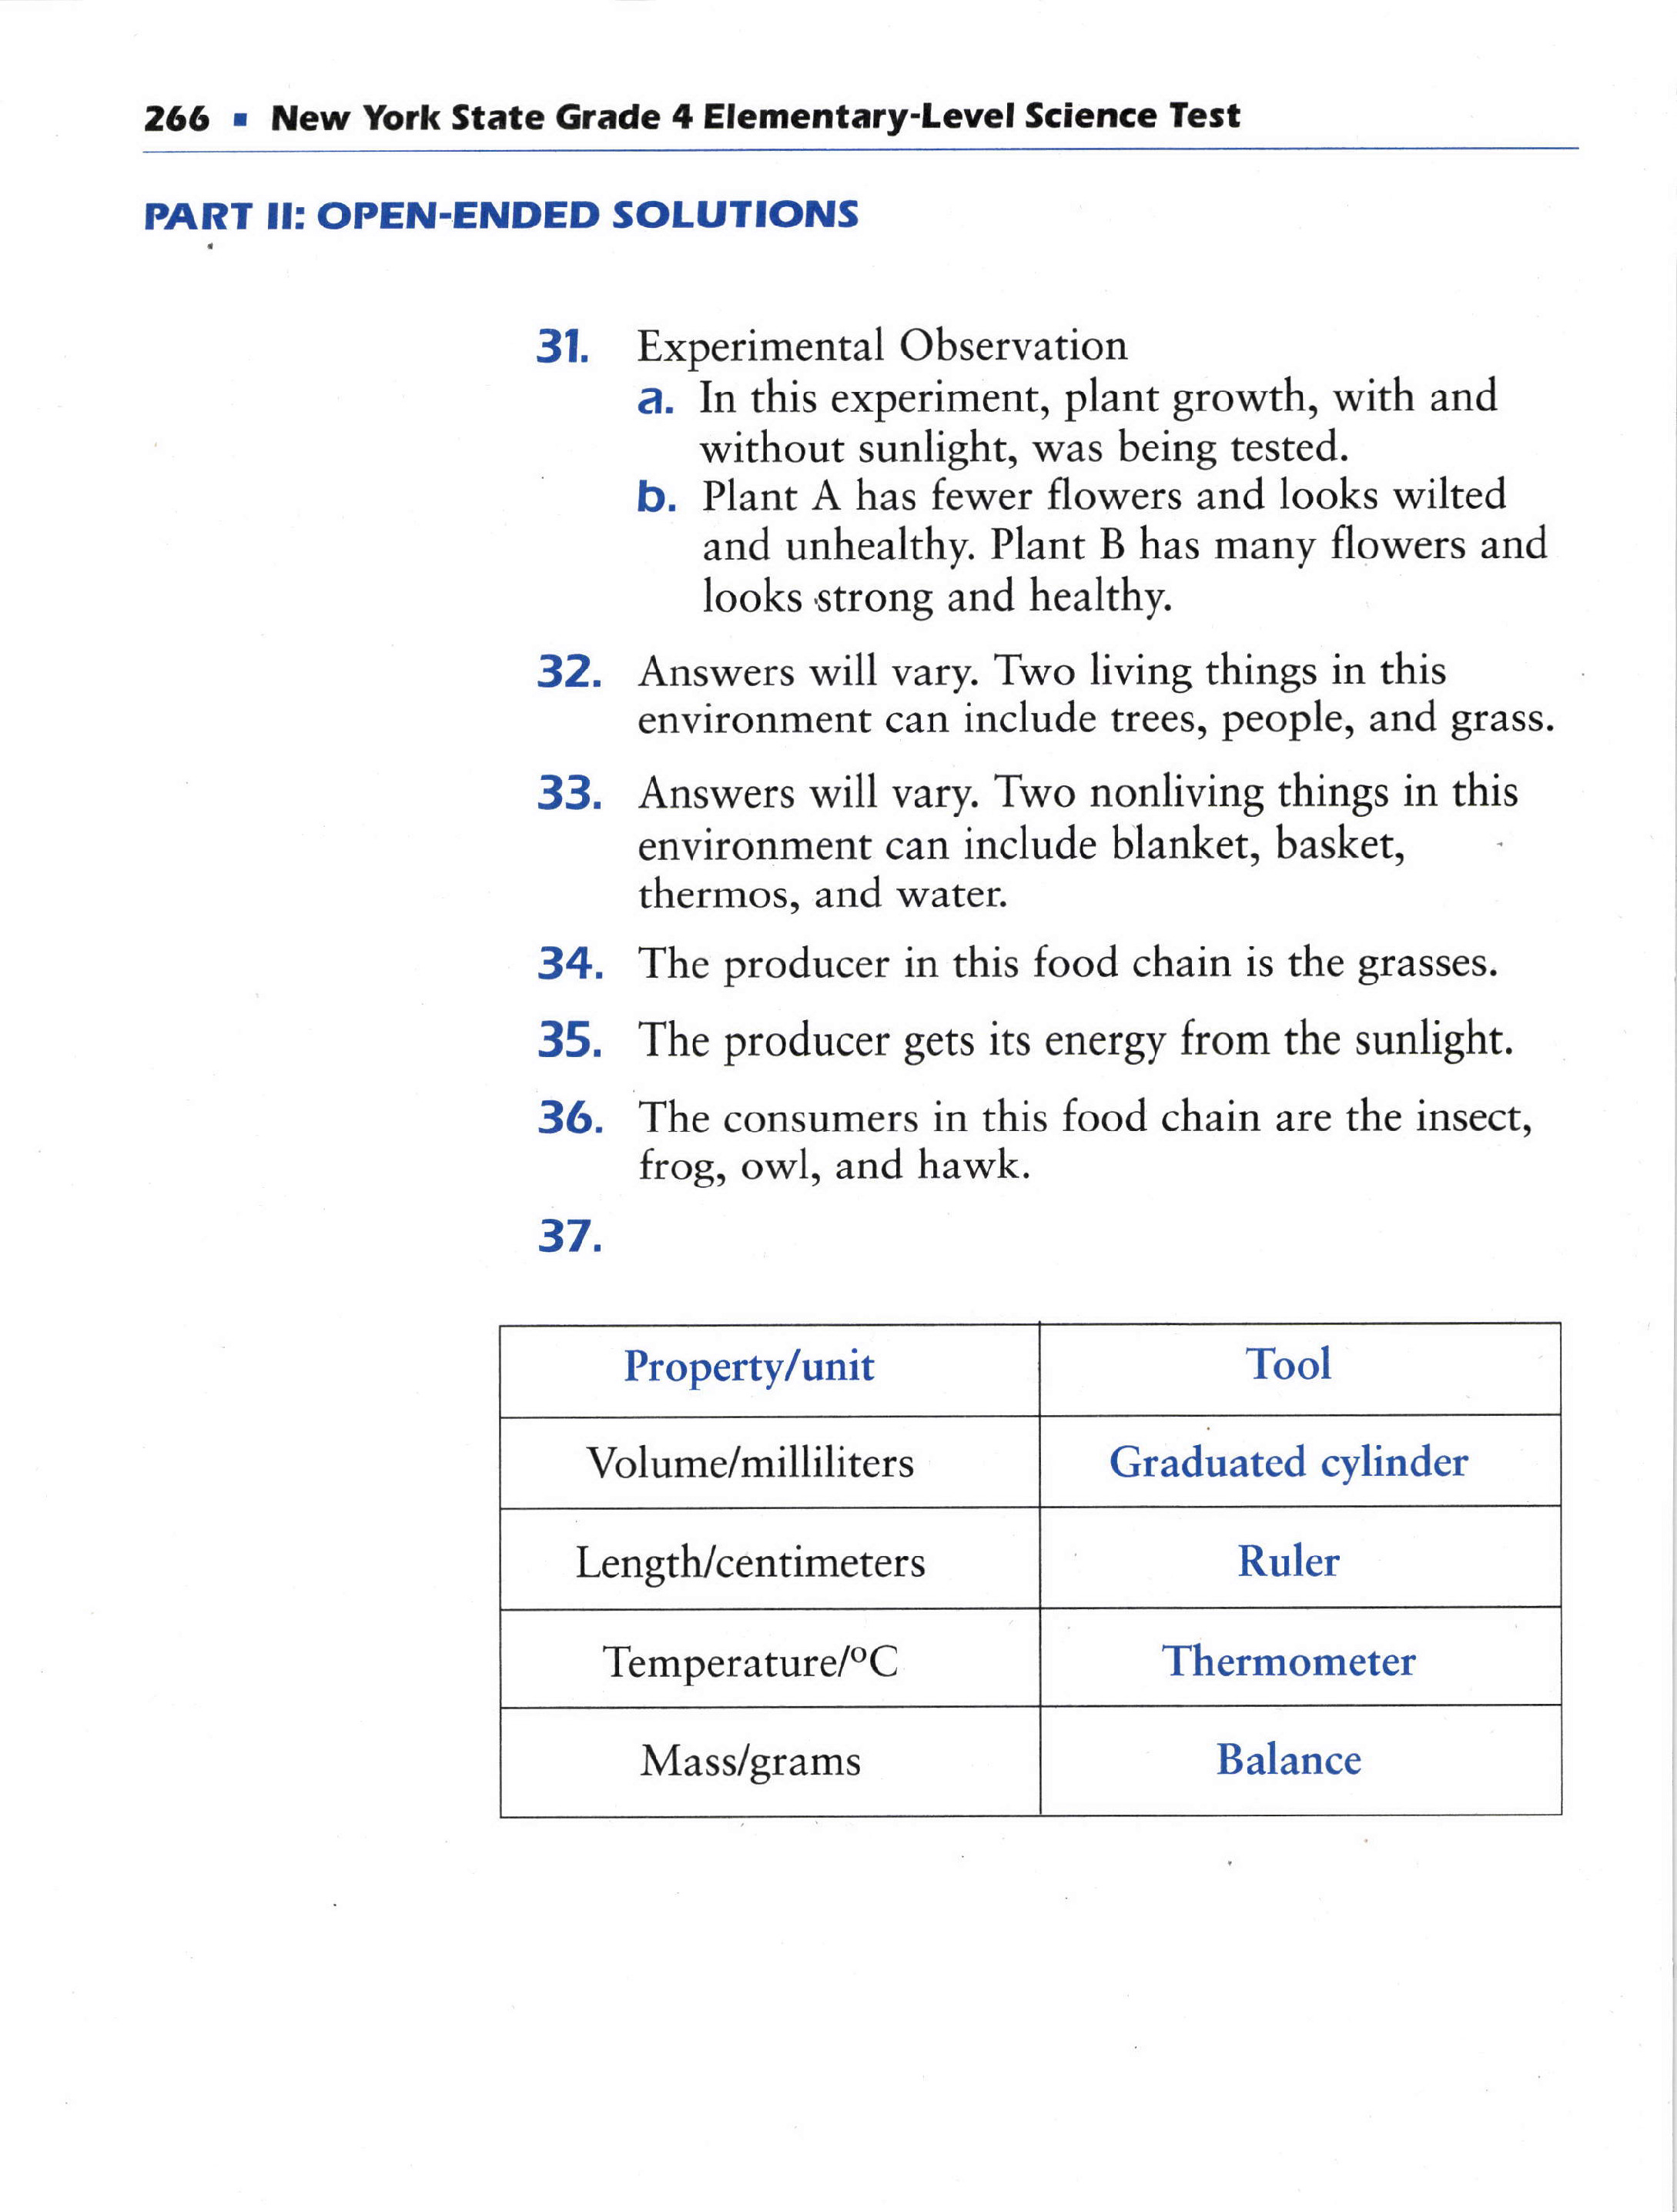 266 ▪ New York State Grade 4 Elementary-Level Science Test
PART II: OPEN-ENDED SOLUTIONS
31. Experimental Observation
a. In this experiment, plant growth, with and
without sunlight, was being tested.
b. Plant A has fewer flowers and looks wilted
and unhealthy. Plant B has many flowers and
looks strong and healthy.
32. Answers will vary. Two living things in this
environment can include trees, people, and grass.
33. Answers will vary. Two nonliving things in this
environment can include blanket, basket,
thermos, and water.
34. The producer in this food chain is the grasses.
35. The producer gets its energy from the sunlight.
36. The consumers in this food chain are the insect,
frog, owl, and hawk.
37.
Property/unit Tool
Volume/milliliters Graduated cylinder
Length/centimeters Ruler
Temperature/°C Thermometer
Mass/grams Balance